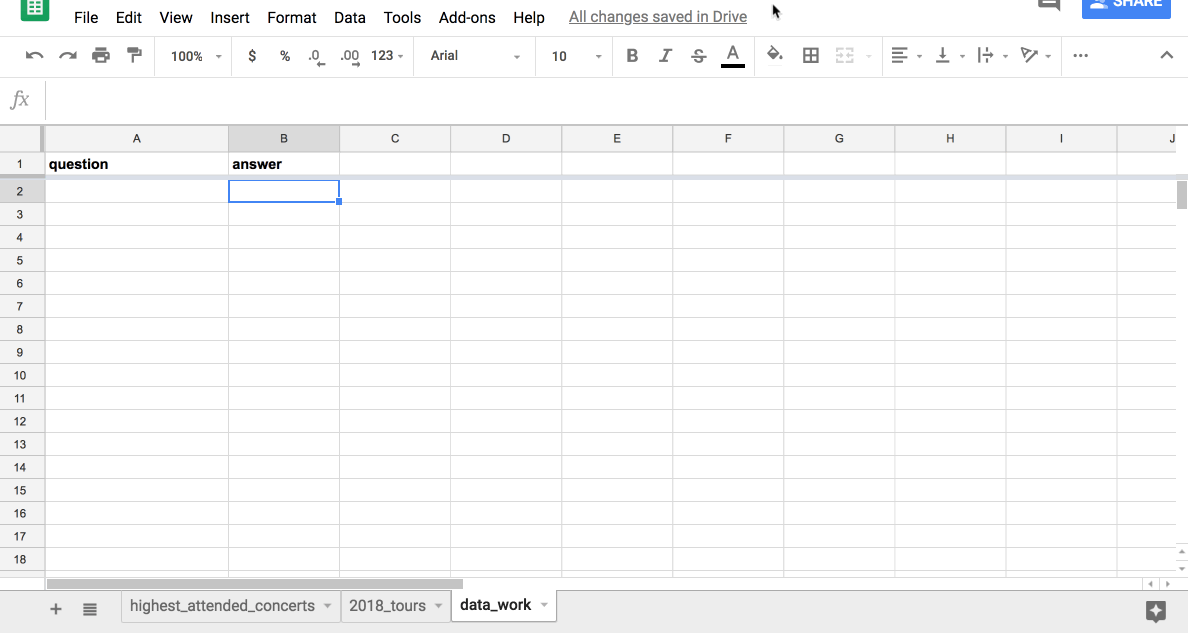 File Edit View Insert Format Data Tools Add-ons Help All changes saved in Drive SHARE
100% $ % .0 .00 123 Arial 10 B I S A
fx
A B C D E F G H I J
1 question answer
2
3
4
5
6
7
8
9
10
11
12
13
14
15
16
17
18
+ highest_attended_concerts 2018_tours data_work